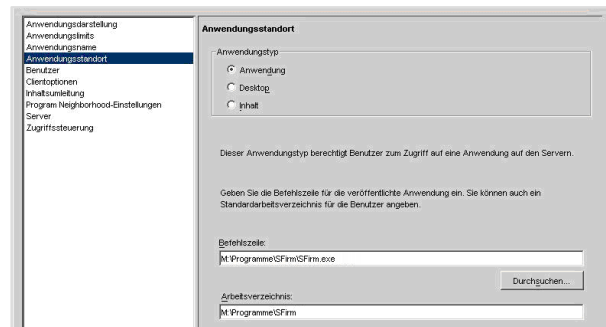 Anwendungsdarstellung
Anwendungslimits
Anwendungsname
Anwendungsstandort
Benutzer
Clientoptionen
Inhaltsumleitung
Program Neighborhood-Einstellungen
Server
Zugriffssteuerung
Anwendungsstandort
Anwendungstyp
Anwendung
Desktop
Inhalt
Dieser Anwendungstyp berechtigt Benutzer zum Zugriff auf eine Anwendung auf den Servern.
Geben Sie die Befehlszeile für die veröffentlichte Anwendung ein. Sie können auch ein
Standardarbeitsverzeichnis für die Benutzer angeben.
Befehlszeile:
M:\Programme\SFirm\SFirm.exe
Durchsuchen...
Arbeitsverzeichnis:
M:\Programme\SFirm